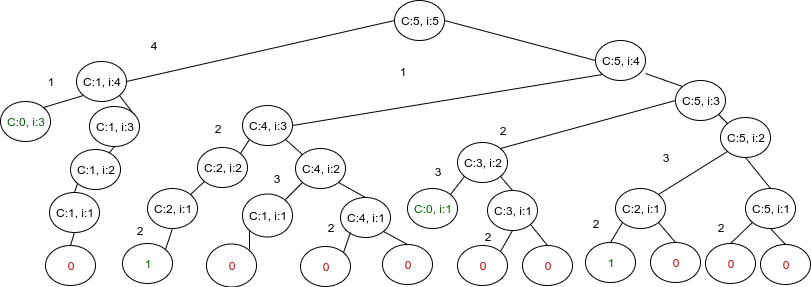 C:5, i:5
4
C:5, i:4
1
1
C:1, i:4
C:5, i:3
C:0, i:3
C:1, i:3
2
C:4, i:3
2
C:5, i:2
C:1, i:2
C:2, i:2
3
C:4, i:2
3
C:3, i:2
3
C:1, i:1
C:2, i:1
C:1, i:1
C:4, i:1
C:0, i:1
C:3, i:1
C:2, i:1
C:5, i:1
2
2
2
2
2
0
1
0
0
0
0
0
1
0
0
0